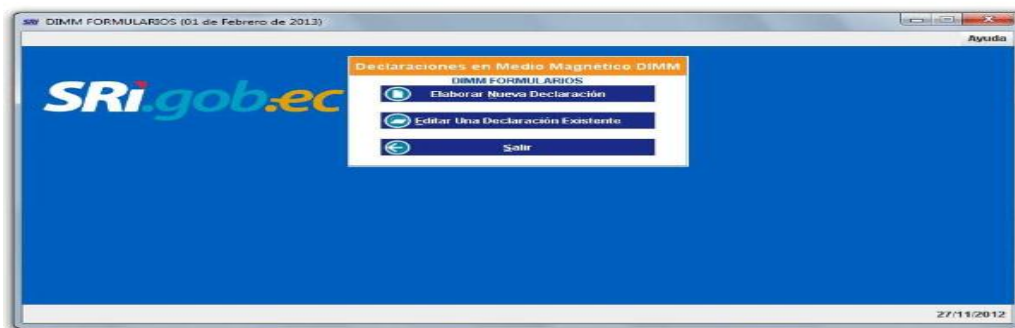 SRi DIMM FORMULARIOS (01 de Febrero de 2013)
Ayuda
SRi.gob.ec
Declaraciones en Medio Magnético DIMM
DIMM FORMULARIOS
Elaborar Nueva Declaración
Editar Una Declaración Existente
Salir
27/11/2012